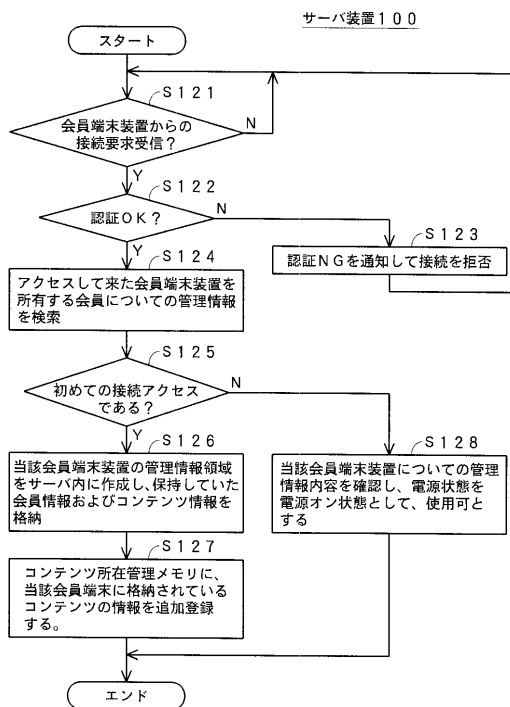 サーバ装置100
スタート
S121
会員端末装置からの
接続要求受信?
N
Y
S122
認証OK?
N
Y
S123
認証NGを通知して接続を拒否
S124
アクセスして来た会員端末装置を
所有する会員についての管理情報
を検索
S125
初めての接続アクセス
である?
N
Y
S126
当該会員端末装置の管理情報領域
をサーバ内に作成し、保持していた
会員情報およびコンテンツ情報を
格納
S128
当該会員端末装置についての管理
情報内容を確認し、電源状態を
電源オン状態として、使用可と
する
S127
コンテンツ所在管理メモリに、
当該会員端末に格納されている
コンテンツの情報を追加登録
する。
エンド